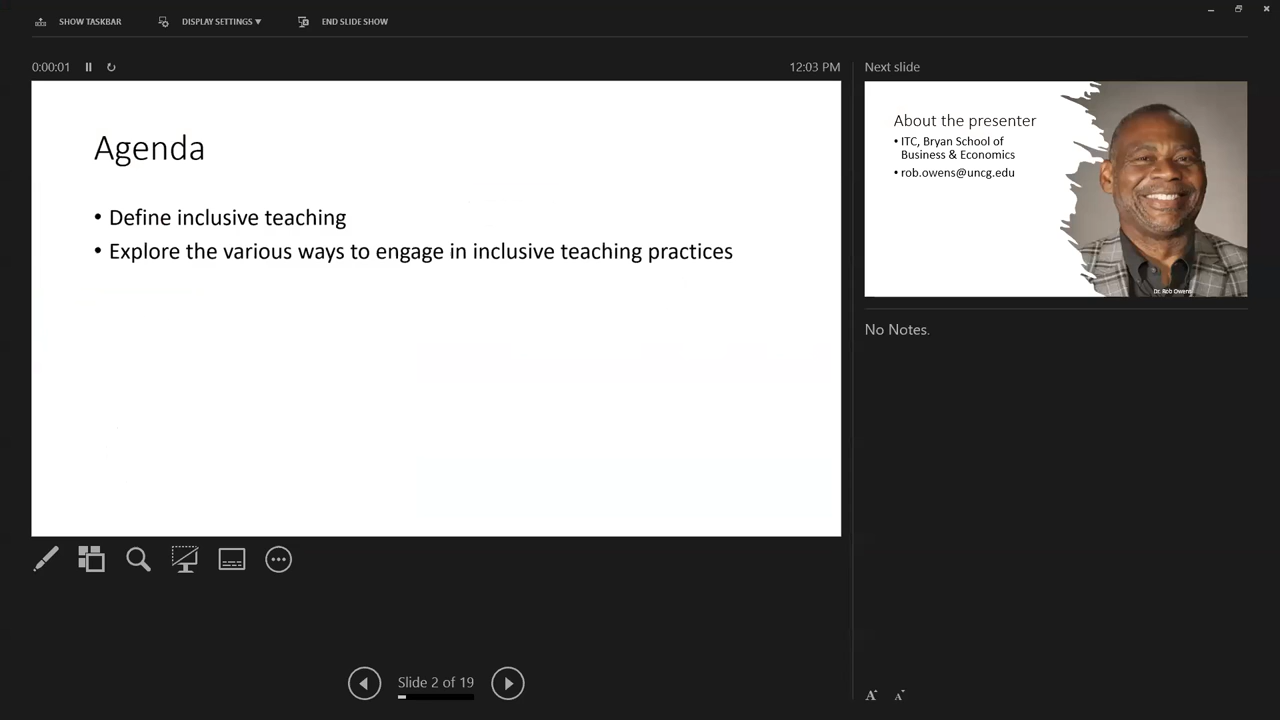 SHOW TASKBAR
DISPLAY SETTINGS ▼
END SLIDE SHOW
0:00:01
12:03 PM
Agenda
• Define inclusive teaching
• Explore the various ways to engage in inclusive teaching practices
Next slide
About the presenter
• ITC, Bryan School of
Business & Economics
• rob.owens@uncg.edu
Dr. Rob Owens
No Notes.
Slide 2 of 19
A
A